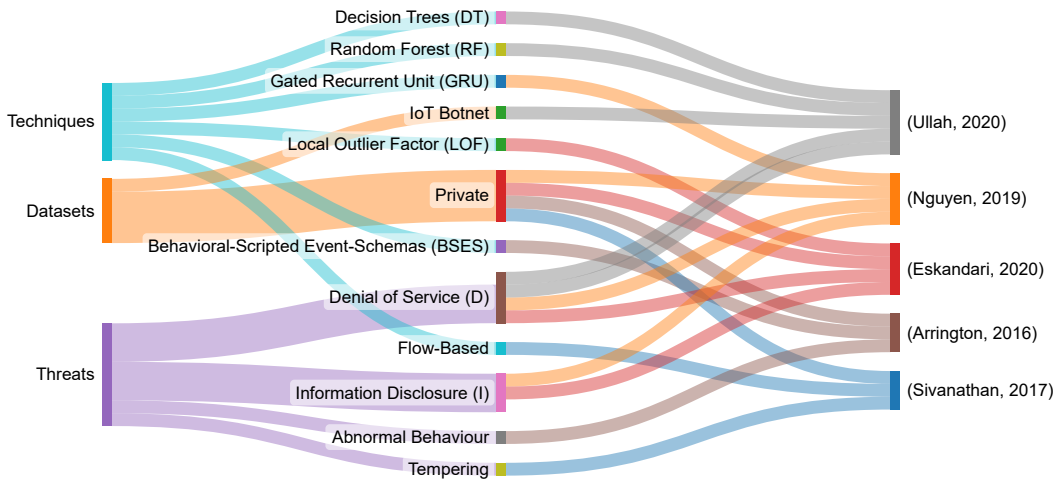 Techniques
Datasets
Threats
Decision Trees (DT)
Random Forest (RF)
Gated Recurrent Unit (GRU)
IoT Botnet
Local Outlier Factor (LOF)
Private
Behavioral-Scripted Event-Schemas (BSES)
Denial of Service (D)
Flow-Based
Information Disclosure (I)
Abnormal Behaviour
Tempering
(Ullah, 2020)
(Nguyen, 2019)
(Eskandari, 2020)
(Arrington, 2016)
(Sivanathan, 2017)